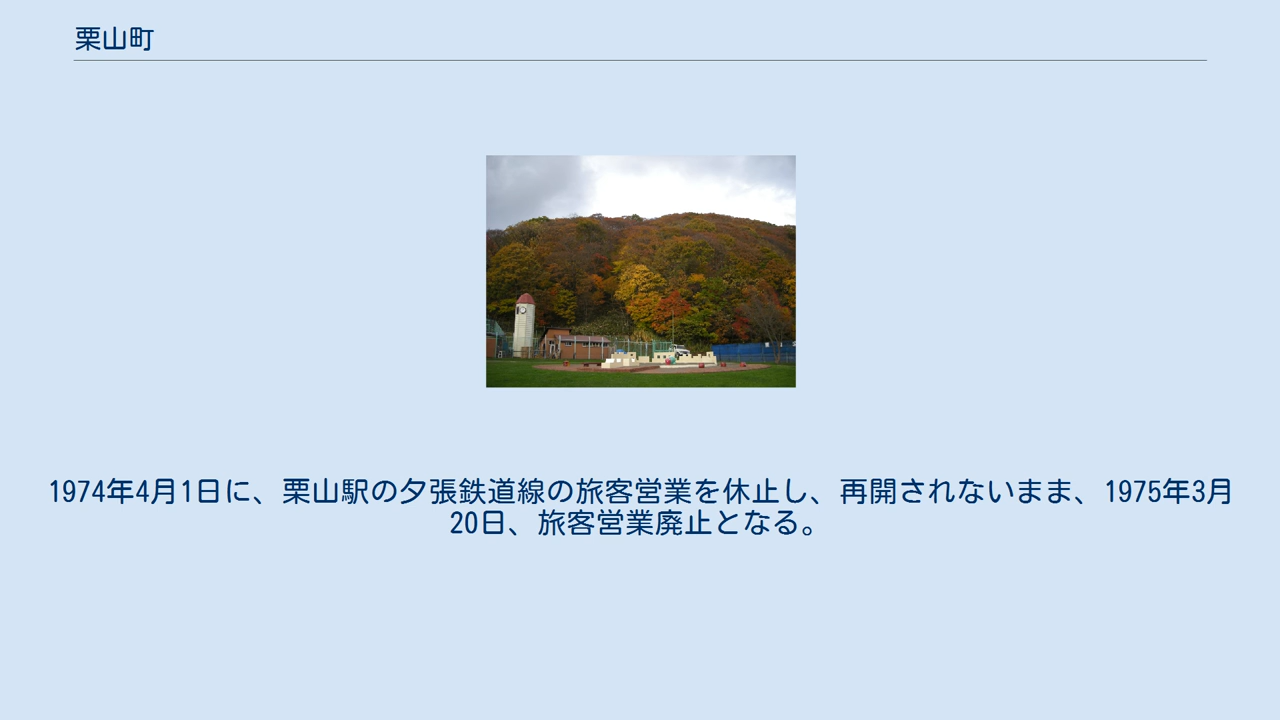 栗山町
1974年4月1日に、栗山駅の夕張鉄道線の旅客営業を休止し、再開されないまま、1975年3月
20日、旅客営業廃止となる。